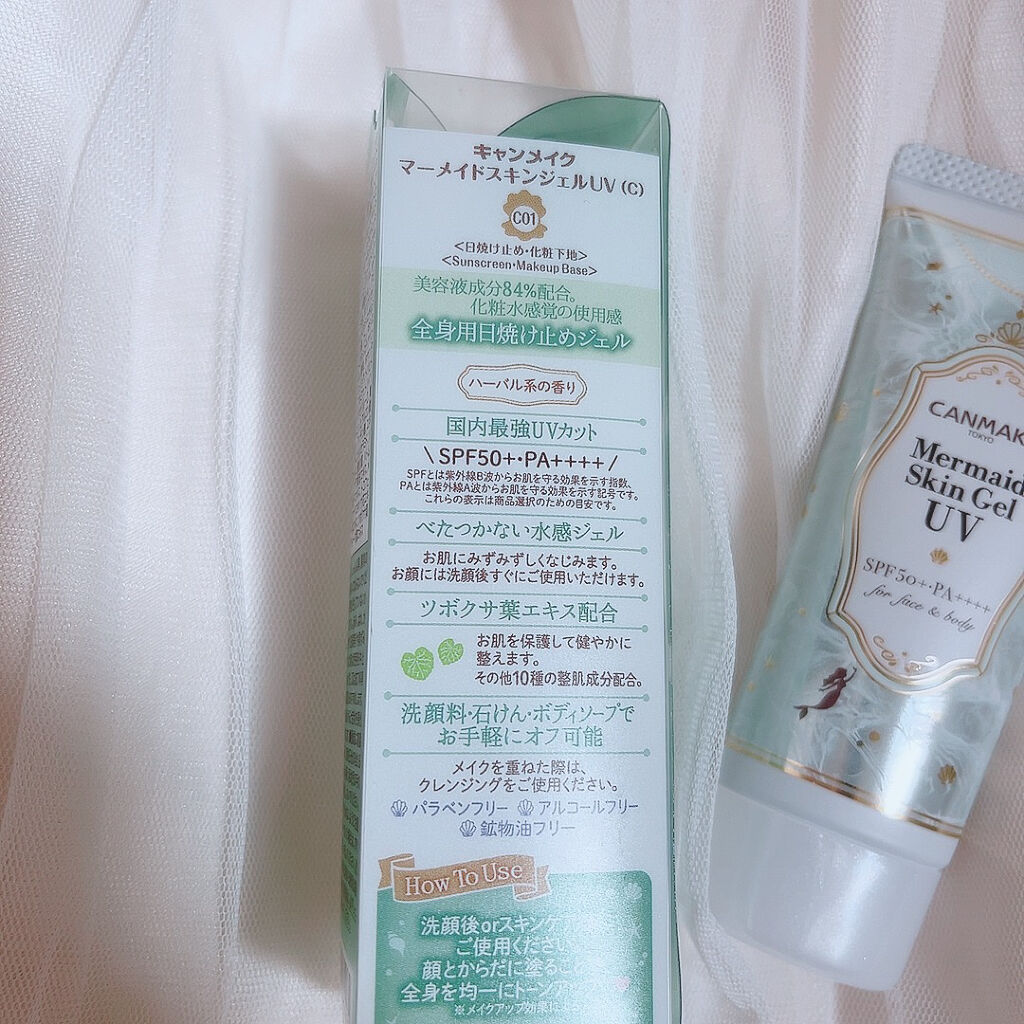 キャンメイク
マーメイドスキンジェルUV (C)
C01
<日焼け止め・化粧下地>
<Sunscreen・Makeup Base>
美容液成分84%配合。
化粧水感覚の使用感
全身用日焼け止めジェル
ハーバル系の香り
国内最強UVカット
\ SPF50+・PA++++ /
SPFとは紫外線B波からお肌を守る効果を示す指数、
PAとは紫外線A波からお肌を守る効果を示す記号です。
これらの表示は商品選択のための目安です。
べたつかない水感ジェル
お肌にみずみずしくなじみます。
お顔には洗顔後すぐにご使用いただけます。
ツボクサ葉エキス配合
お肌を保護して健やかに
整えます。
その他10種の整肌成分配合。
洗顔料・石けん・ボディソープで
お手軽にオフ可能
メイクを重ねた際は、
クレンジングをご使用ください。
パラベンフリー アルコールフリー
鉱物油フリー
How To Use
洗顔後orスキンケ
ご使用くださ
顔とからだに塗るこ
全身を均一にトーン
※メイクアップ効果に
CANMAK
TOKYO
Mermaid
Skin Gel
UV
SPF50+・PA++++
for face & body